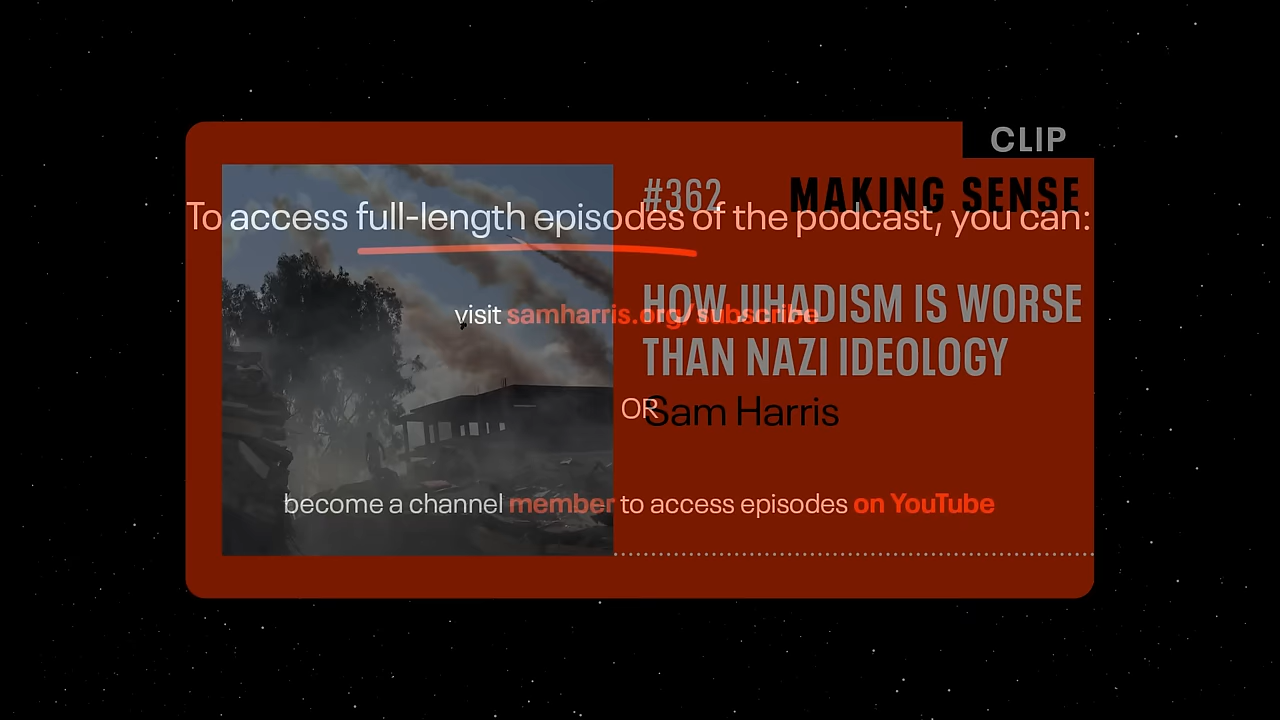 CLIP
#362 MAKING SENSE
To access full-length episodes of the podcast, you can:
HOW JIHADISM IS WORSE
visit samharris.org/subscribe
THAN NAZI IDEOLOGY
OR
Sam Harris
become a channel member to access episodes on YouTube